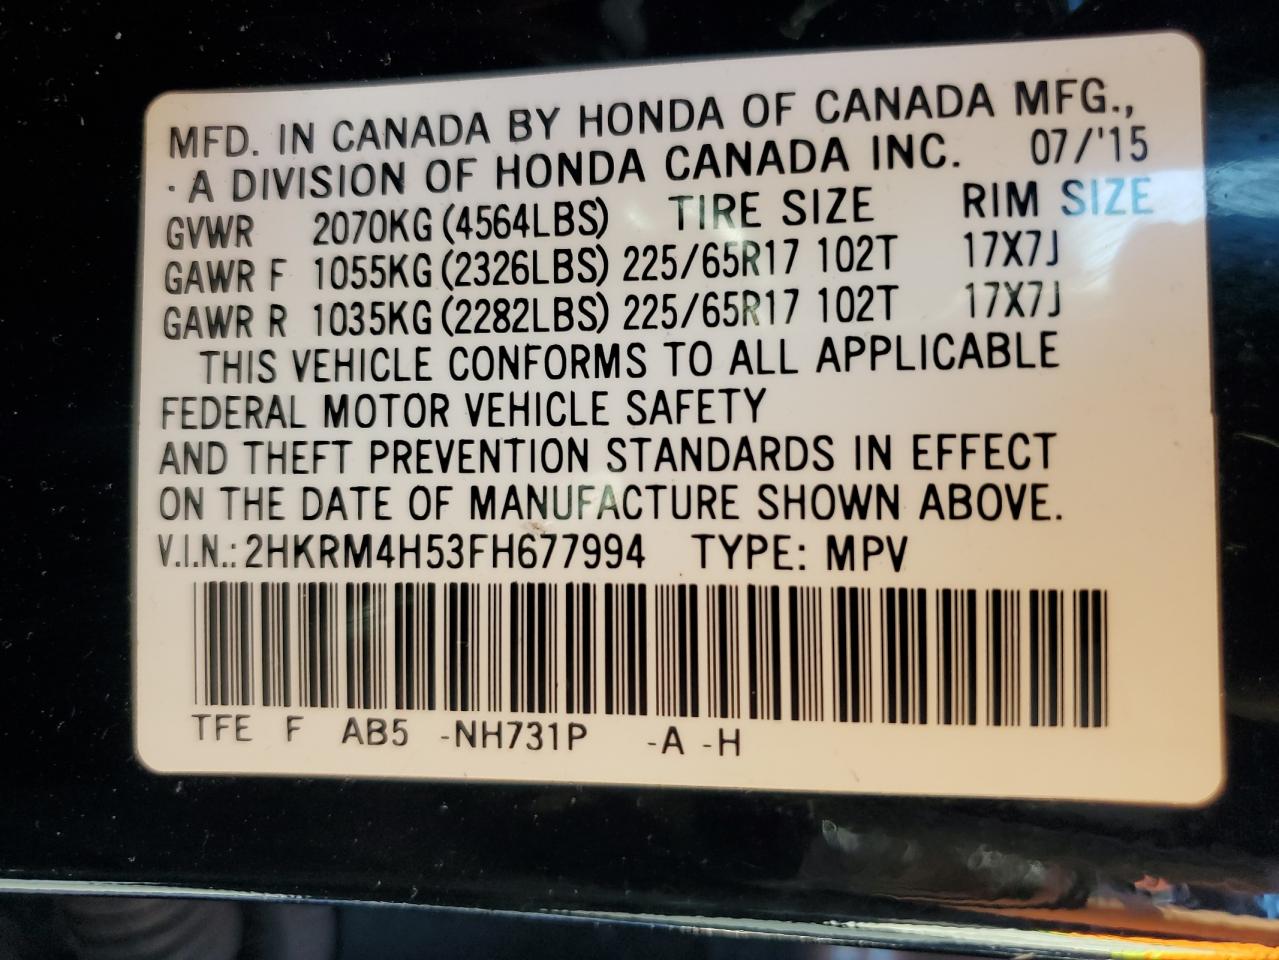 MFD. IN CANADA BY HONDA OF CANADA MFG.,
· A DIVISION OF HONDA CANADA INC. 07/'15
GVWR 2070KG (4564LBS) TIRE SIZE RIM SIZE
GAWR F 1055KG (2326LBS) 225/65R17 102T 17X7J
GAWR R 1035KG (2282LBS) 225/65R17 102T 17X7J
THIS VEHICLE CONFORMS TO ALL APPLICABLE
FEDERAL MOTOR VEHICLE SAFETY
AND THEFT PREVENTION STANDARDS IN EFFECT
ON THE DATE OF MANUFACTURE SHOWN ABOVE.
V.I.N.: 2HKRM4H53FH677994 TYPE: MPV
TFE F AB5 -NH731P -A -H